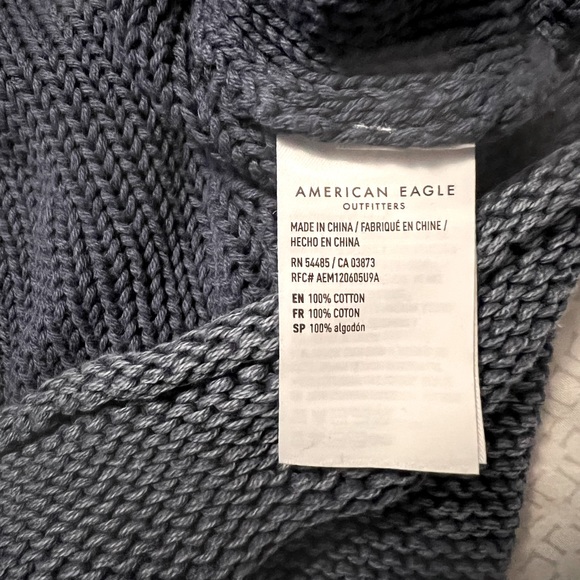 AMERICAN EAGLE
OUTFITTERS
MADE IN CHINA / FABRIQUÉ EN CHINE /
HECHO EN CHINA
RN 54485 / CA 03873
RFC# AEM120605U9A
EN 100% COTTON
FR 100% COTON
SP 100% algodón